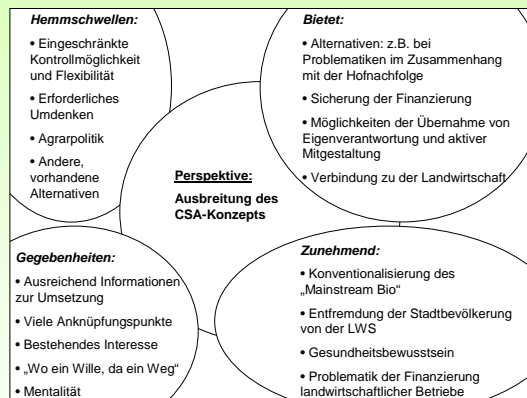 Hemmschwellen:
• Eingeschränkte
Kontrollmöglichkeit
und Flexibilität
• Erforderliches
Umdenken
• Agrarpolitik
• Andere,
vorhandene
Alternativen
Bietet:
• Alternativen: z.B. bei
Problematiken im Zusammenhang
mit der Hofnachfolge
• Sicherung der Finanzierung
• Möglichkeiten der Übernahme von
Eigenverantwortung und aktiver
Mitgestaltung
• Verbindung zu der Landwirtschaft
Perspektive:
Ausbreitung des
CSA-Konzepts
Gegebenheiten:
• Ausreichend Informationen
zur Umsetzung
• Viele Anknüpfungspunkte
• Bestehendes Interesse
• „Wo ein Wille, da ein Weg“
• Mentalität
Zunehmend:
• Konventionalisierung des
„Mainstream Bio“
• Entfremdung der Stadtbevölkerung
von der LWS
• Gesundheitsbewusstsein
• Problematik der Finanzierung
landwirtschaftlicher Betriebe